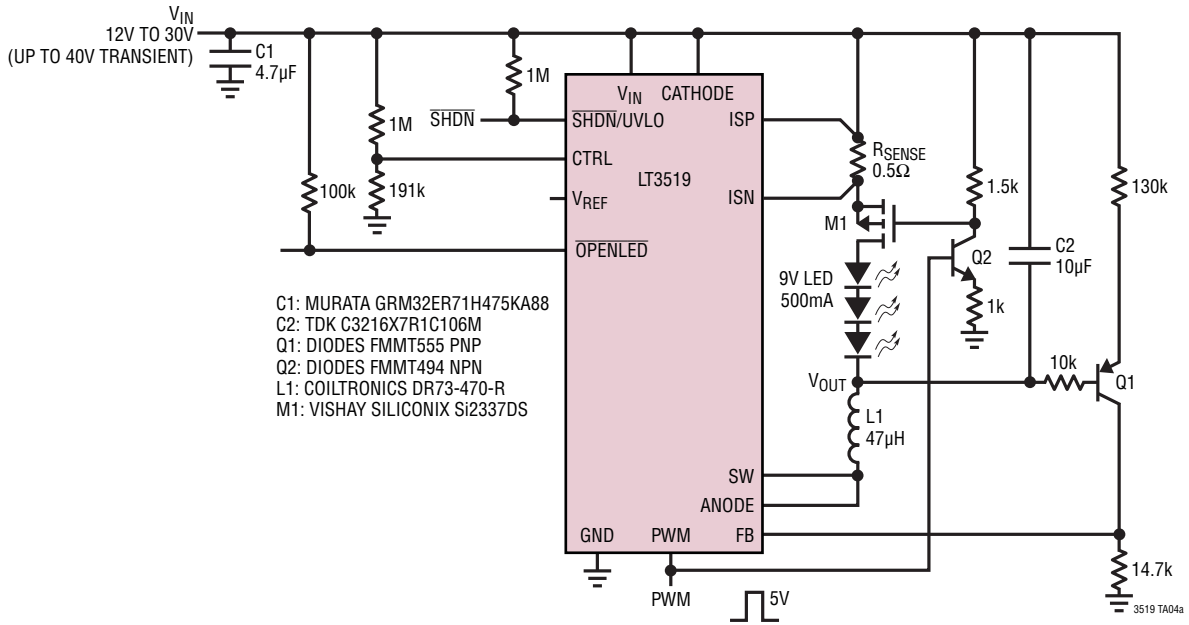 VIN
12V TO 30V
(UP TO 40V TRANSIENT)
C1
4.7µF
1M
1M
SHDN
191k
100k
VIN
CATHODE
SHDN/UVLO
ISP
CTRL
LT3519
VREF
ISN
OPENLED
SW
ANODE
GND
PWM
FB
RSENSE
0.5Ω
M1
1.5k
130k
Q2
C2
10µF
9V LED
500mA
1k
10k
Q1
VOUT
L1
47µH
14.7k
PWM
5V
C1: MURATA GRM32ER71H475KA88
C2: TDK C3216X7R1C106M
Q1: DIODES FMMT555 PNP
Q2: DIODES FMMT494 NPN
L1: COILTRONICS DR73-470-R
M1: VISHAY SILICONIX Si2337DS
3519 TA04a